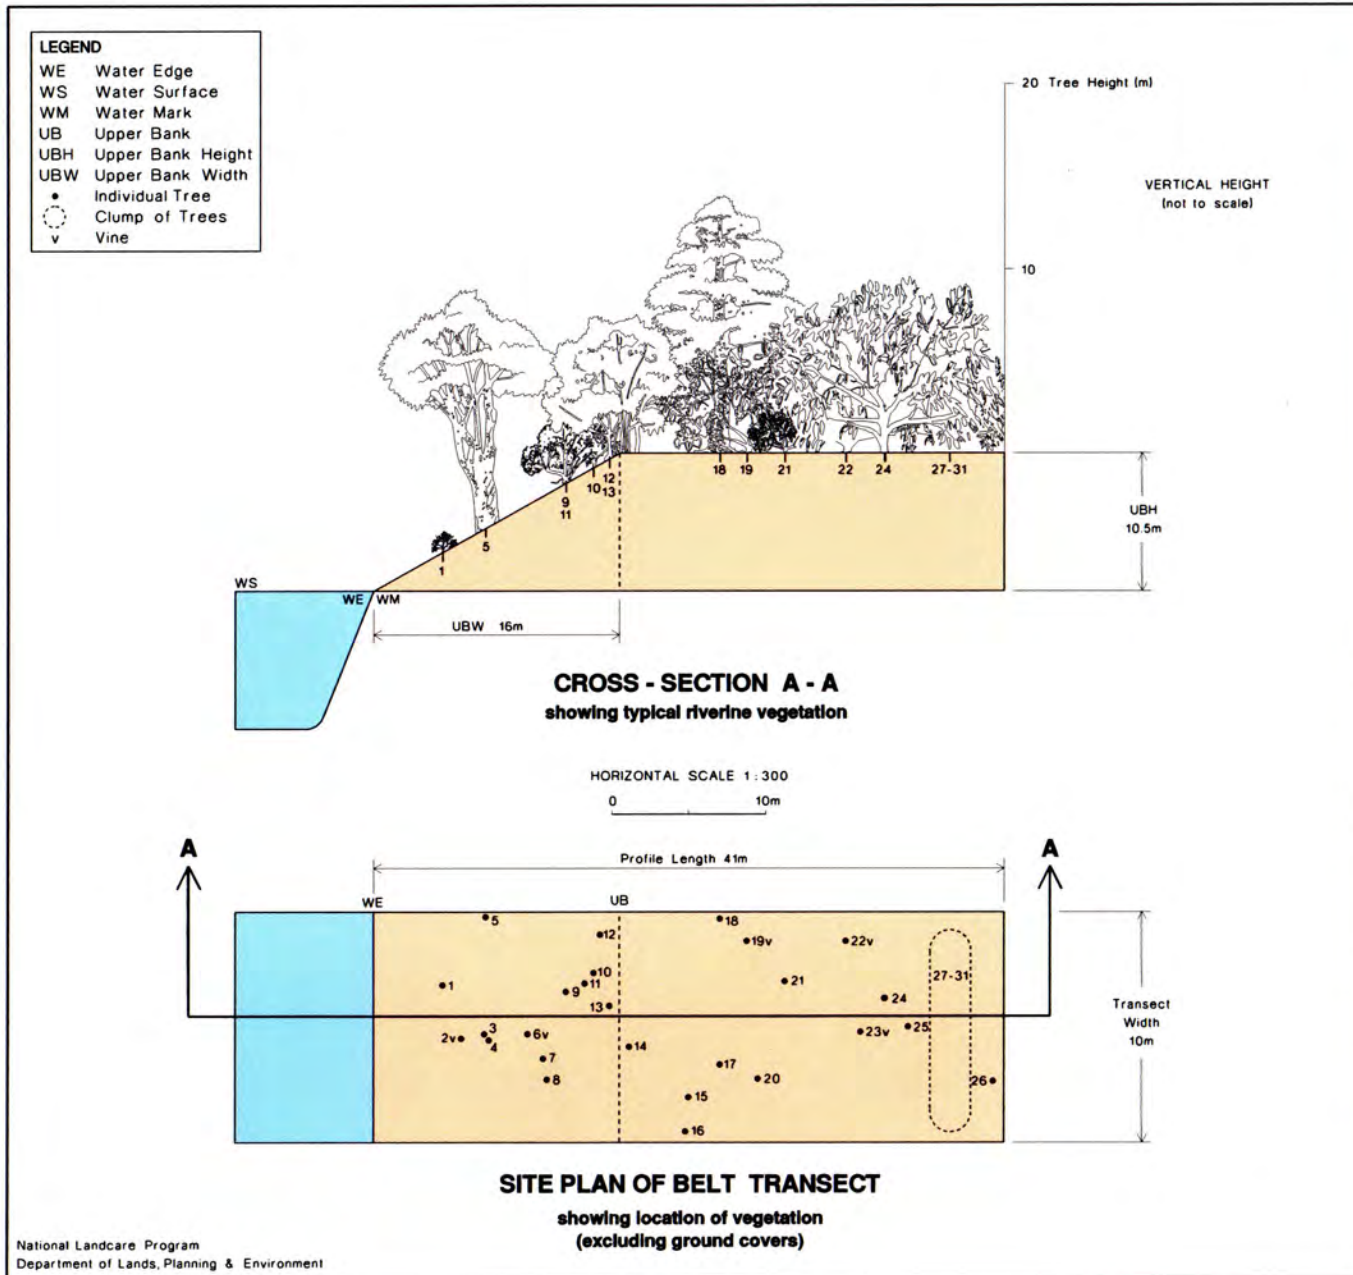 LEGEND
WE Water Edge
WS Water Surface
WM Water Mark
UB Upper Bank
UBH Upper Bank Height
UBW Upper Bank Width
Individual Tree
Clump of Trees
v Vine
20 Tree Height (m)
VERTICAL HEIGHT
(not to scale)
10
18 19 21 22 24 27-31
12
10 13
9
11
5
1
UBH
10.5m
WS
WE WM
UBW 16m
CROSS - SECTION A - A
showing typical riverine vegetation
HORIZONTAL SCALE 1 : 300
0 10m
A A
Profile Length 41m
WE UB
5 18
12 19v 22v
10 21 27-31
1 11
9 24
13
Transect
Width
10m
3 6v 23v 25
2v 4 14
7 17
8 20 26
15
16
SITE PLAN OF BELT TRANSECT
showing location of vegetation
(excluding ground covers)
National Landcare Program
Department of Lands, Planning & Environment